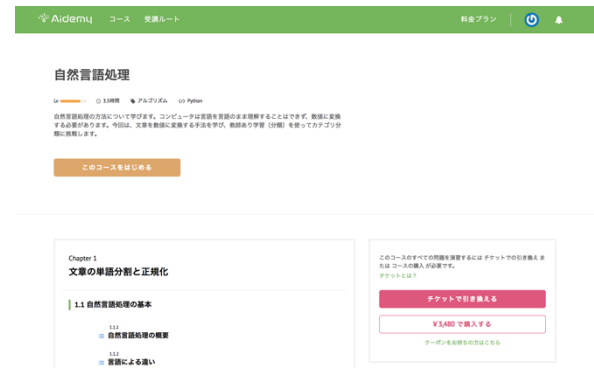 Aidemy コース 受講ルート 料金プラン
自然言語処理
Lv 3.5時間 アルゴリズム Python
自然言語処理の方法について学びます。コンピュータは言語を言語のまま理解することはできず、数値に変換
する必要があります。今回は、文章を数値に変換する手法を学び、教師あり学習（分類）を使ってカテゴリ分
類に挑戦します。
このコースをはじめる
Chapter 1
文章の単語分割と正規化
1.1 自然言語処理の基本
1.1.1
自然言語処理の概要
1.1.2
言語による違い
このコースのすべての問題を演習するには チケットでの引き換え ま
たは コースの購入 が必要です。
チケットとは？
チケットで引き換える
¥3,480 で購入する
クーポンをお持ちの方はこちら